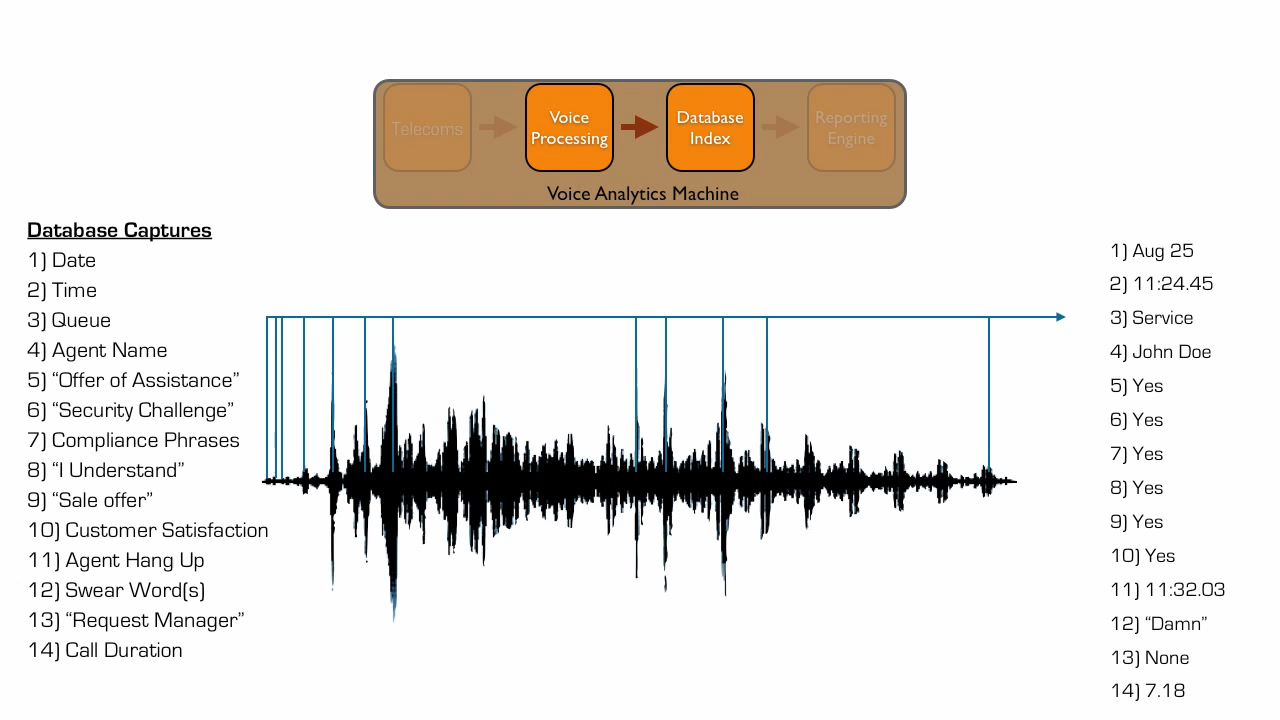 Telecoms
Voice
Processing
Database
Index
Reporting
Engine
Voice Analytics Machine
Database Captures
1) Date
2) Time
3) Queue
4) Agent Name
5) “Offer of Assistance”
6) “Security Challenge”
7) Compliance Phrases
8) “I Understand”
9) “Sale offer”
10) Customer Satisfaction
11) Agent Hang Up
12) Swear Word(s)
13) “Request Manager”
14) Call Duration
1) Aug 25
2) 11:24.45
3) Service
4) John Doe
5) Yes
6) Yes
7) Yes
8) Yes
9) Yes
10) Yes
11) 11:32.03
12) “Damn”
13) None
14) 7.18